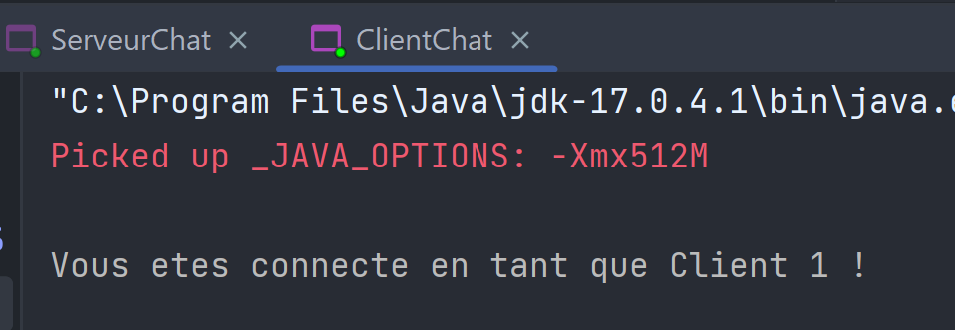 ServeurChat ClientChat
"C:\Program Files\Java\jdk-17.0.4.1\bin\java.
Picked up _JAVA_OPTIONS: -Xmx512M
Vous etes connecte en tant que Client 1 !